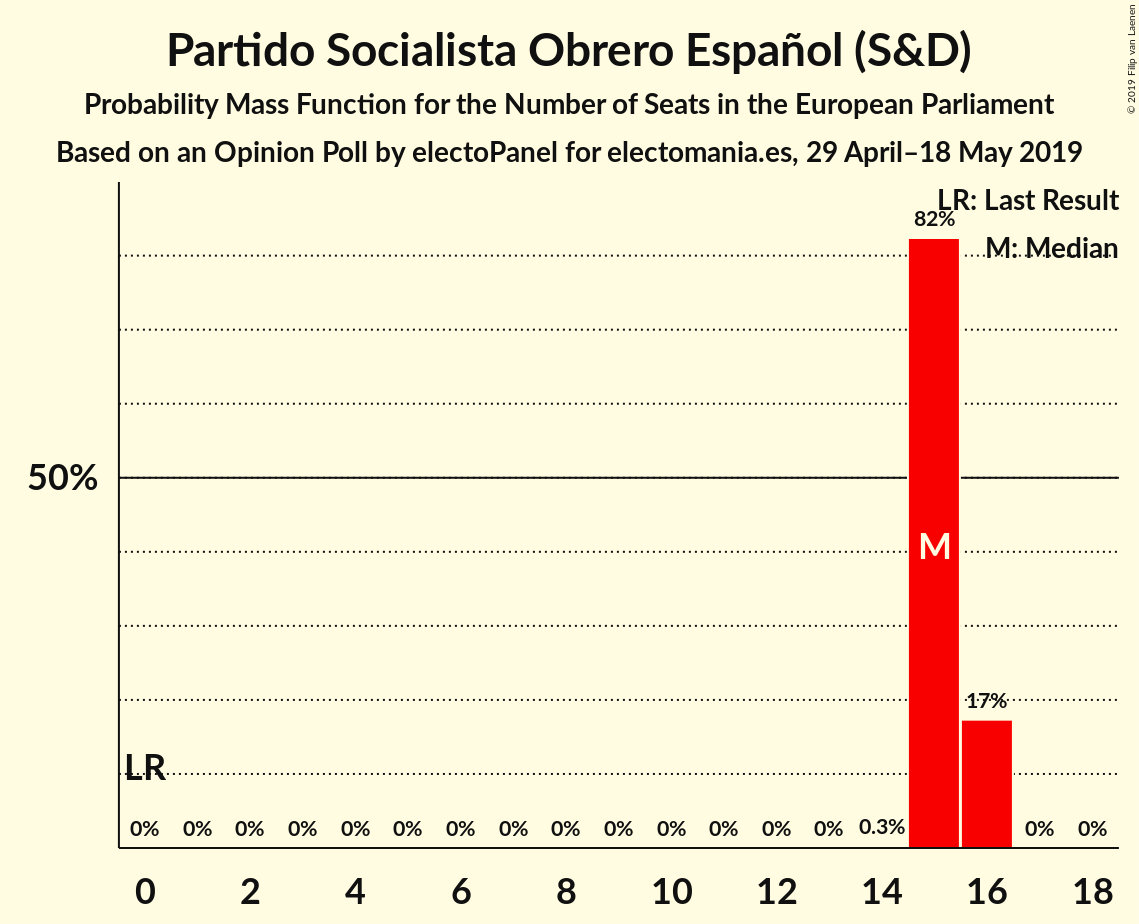 Partido Socialista Obrero Español (S&D)
Probability Mass Function for the Number of Seats in the European Parliament
Based on an Opinion Poll by electoPanel for electomania.es, 29 April–18 May 2019
© 2019 Filip van Laenen
LR: Last Result
M: Median
82%
50%
M
17%
LR
0% 0% 0% 0% 0% 0% 0% 0% 0% 0% 0% 0% 0% 0% 0.3% 0% 0%
0 2 4 6 8 10 12 14 16 18